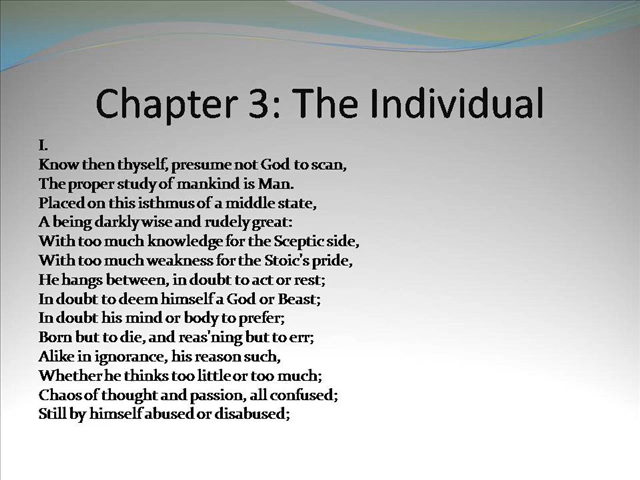 Chapter 3: The Individual
I.
Know then thyself, presume not God to scan,
The proper study of mankind is Man.
Placed on this isthmus of a middle state,
A being darkly wise and rudely great:
With too much knowledge for the Sceptic side,
With too much weakness for the Stoic's pride,
He hangs between, in doubt to act or rest;
In doubt to deem himself a God or Beast;
In doubt his mind or body to prefer;
Born but to die, and reas'ning but to err;
Alike in ignorance, his reason such,
Whether he thinks too little or too much;
Chaos of thought and passion, all confused;
Still by himself abused or disabused;